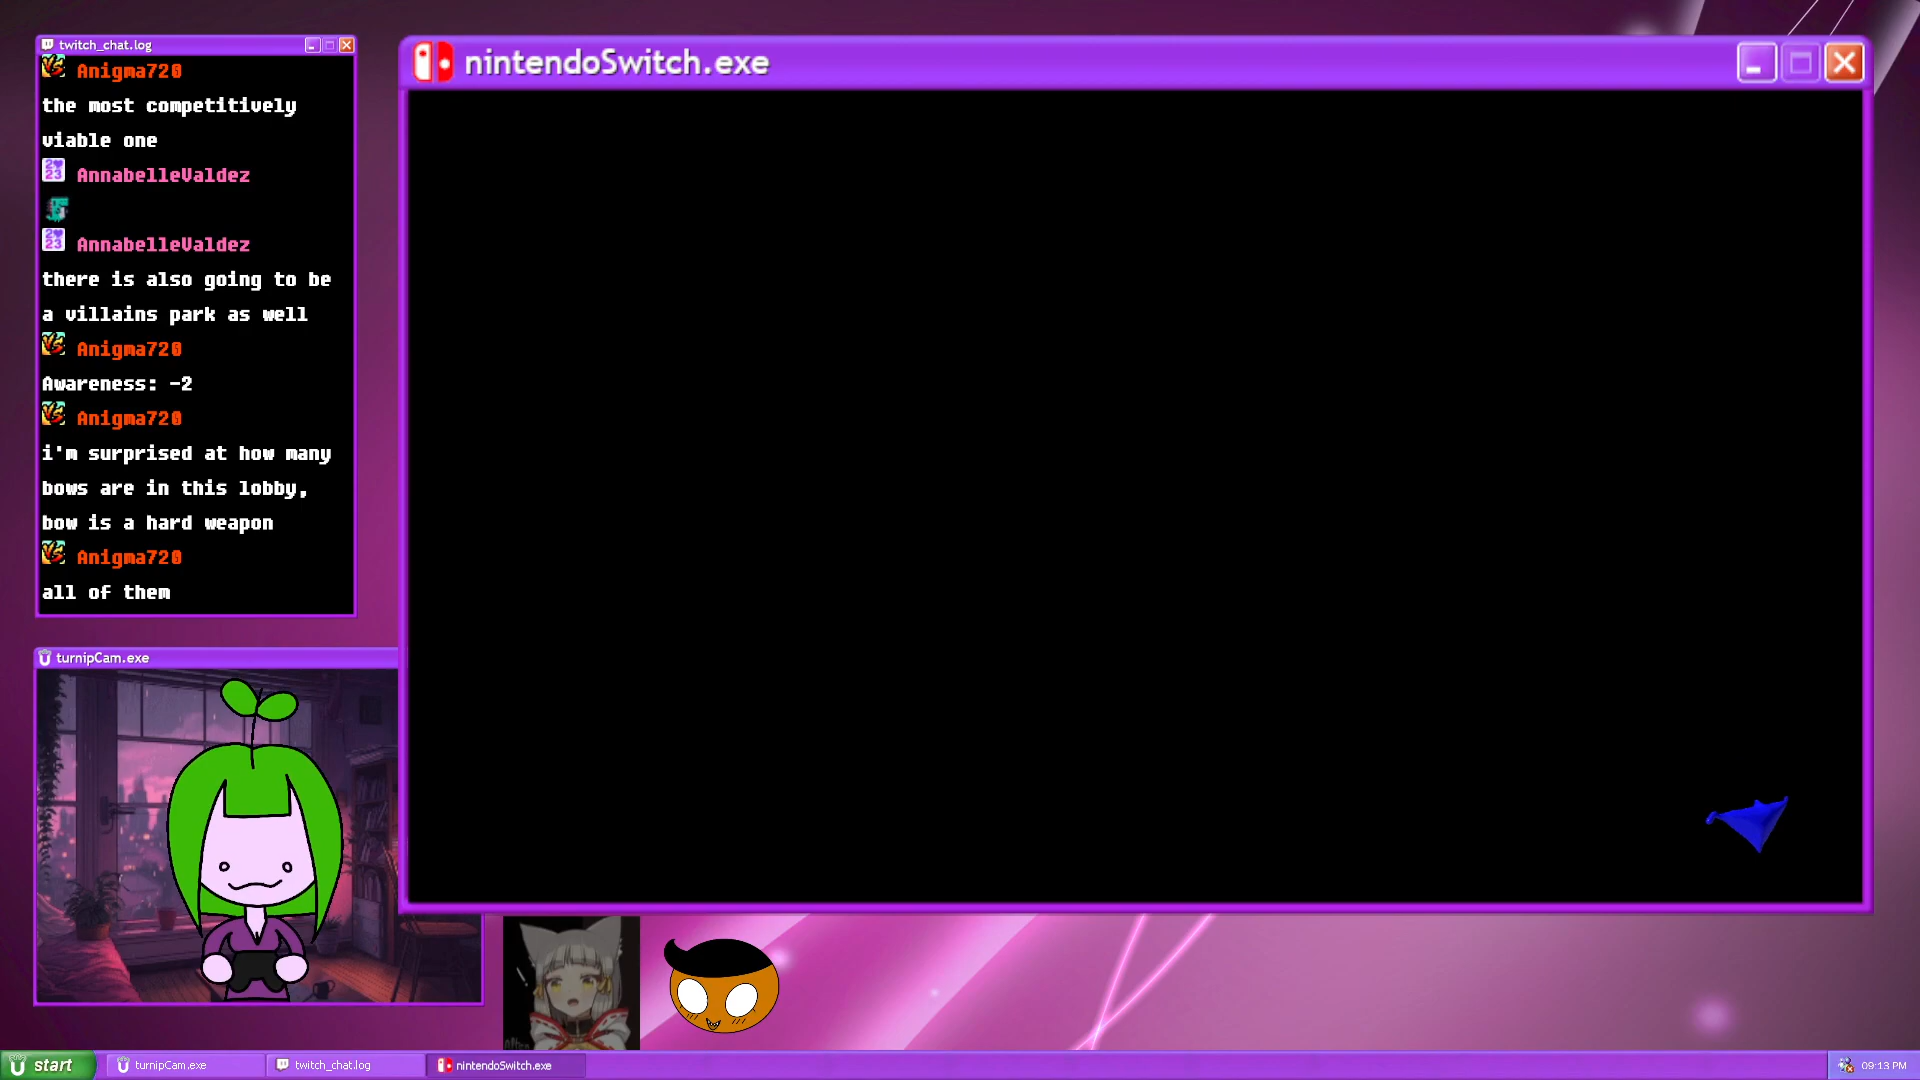 twitch_chat.log
Anigma720
the most competitively
viable one
AnnabelleValdez
AnnabelleValdez
there is also going to be
a villains park as well
Anigma720
Awareness: -2
Anigma720
i'm surprised at how many
bows are in this lobby,
bow is a hard weapon
Anigma720
all of them
nintendoSwitch.exe
turnipCam.exe
start
turnipCam.exe
twitch_chat.log
nintendoSwitch.exe
09:13 PM